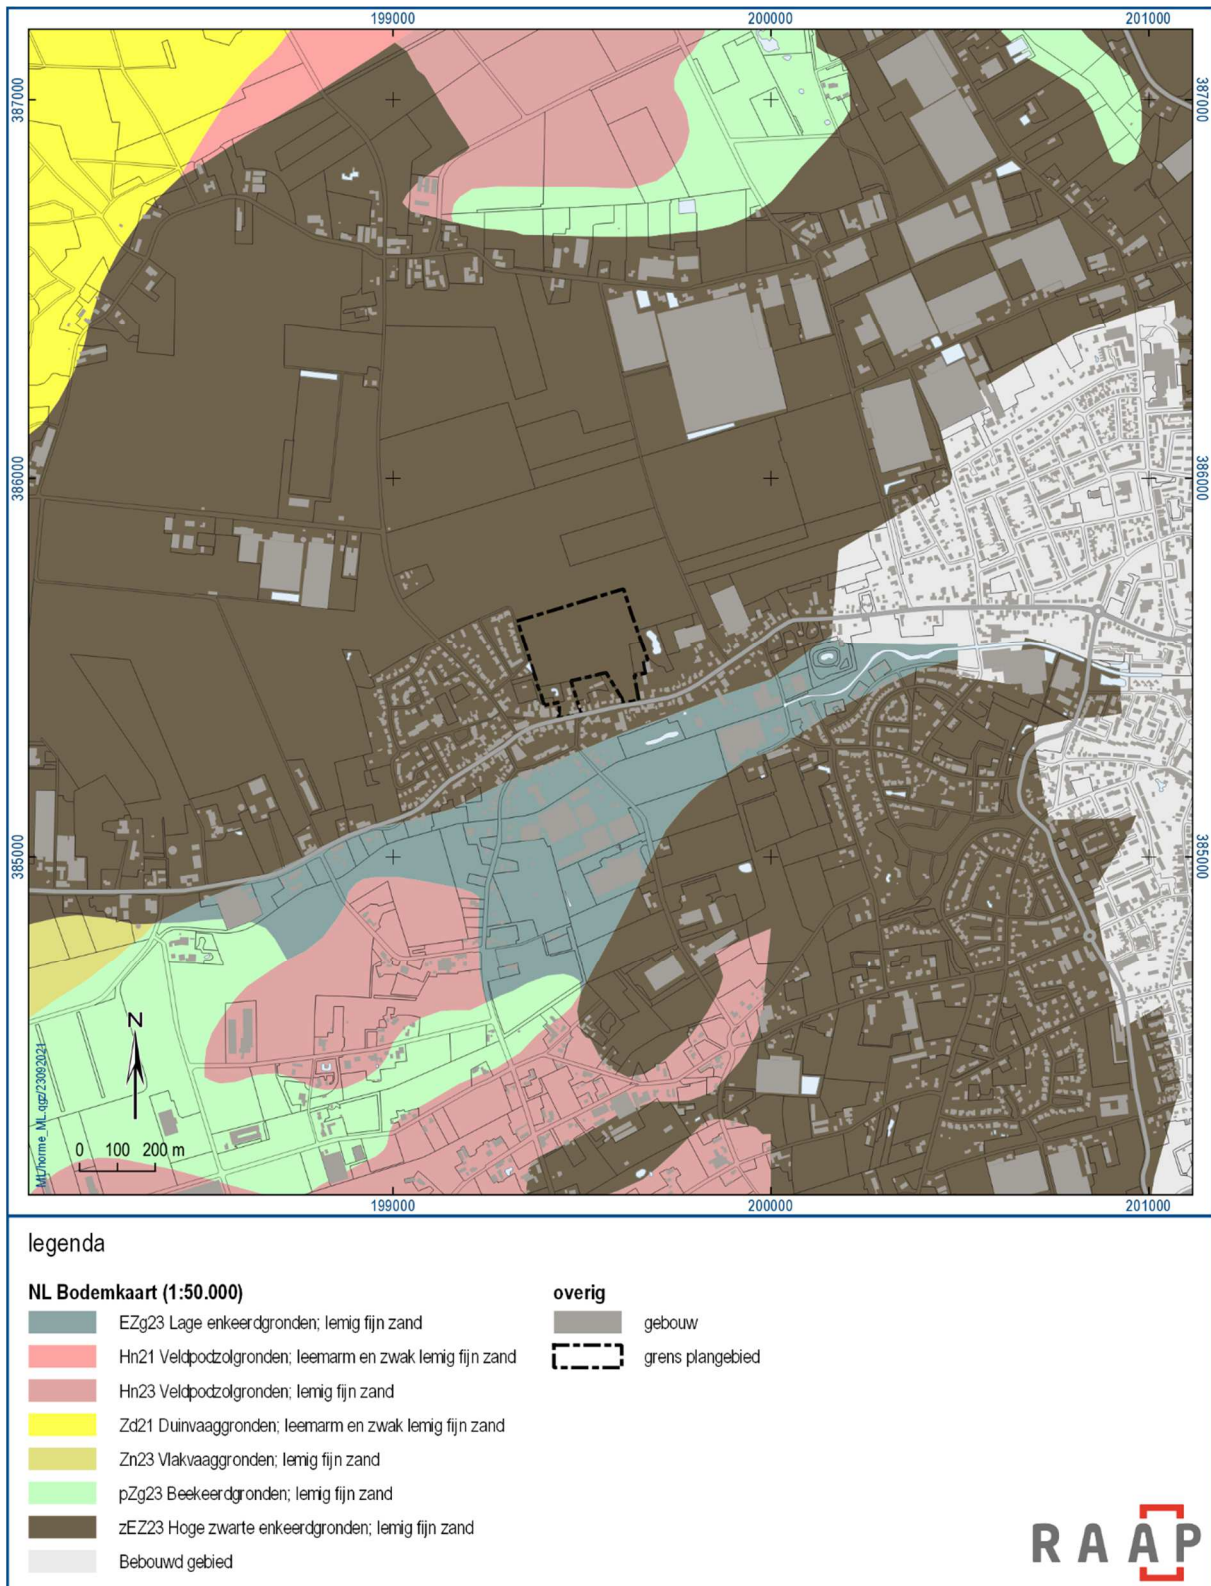 199000 200000 201000
387000 387000
386000 386000
385000 385000
N
0 100 200 m
ML/horme_ML.qgz/23092021
199000 200000 201000
legenda
NL Bodemkaart (1:50.000)
EZg23 Lage enkeerdgronden; lemig fijn zand
Hn21 Veldpodzolgronden; leemarm en zwak lemig fijn zand
Hn23 Veldpodzolgronden; lemig fijn zand
Zd21 Duinvaaggronden; leemarm en zwak lemig fijn zand
Zn23 Vlakvaaggronden; lemig fijn zand
pZg23 Beekeerdgronden; lemig fijn zand
zEZ23 Hoge zwarte enkeerdgronden; lemig fijn zand
Bebouwd gebied
overig
gebouw
grens plangebied
RAAP